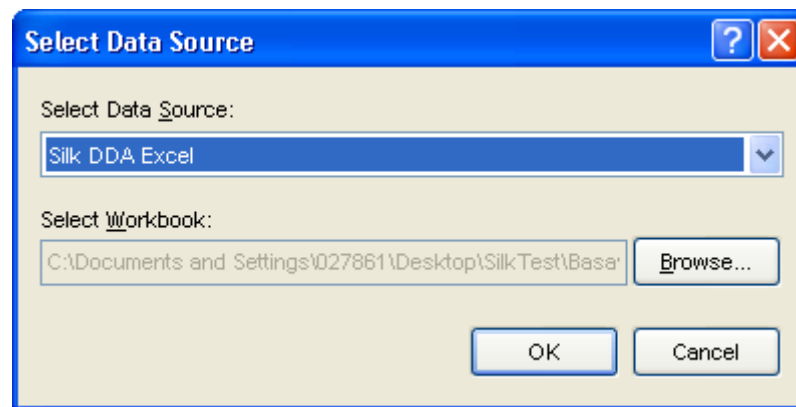 Select Data Source
Select Data Source:
Silk DDA Excel
Select Workbook:
C:\Documents and Settings\027861\Desktop\SilkTest\Basa
Browse...
OK
Cancel